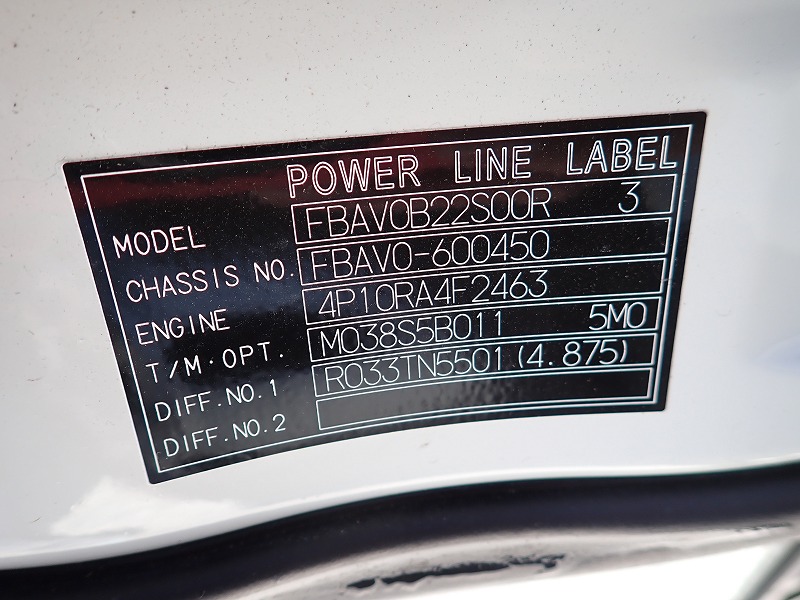 POWER LINE LABEL
MODEL FBAV0B22S00R 3
CHASSIS NO. FBAV0-600450
ENGINE 4P10RA4F2463
T/M·OPT. M038S5B011 5M0
DIFF.NO.1 R033TN5501(4.875)
DIFF.NO.2